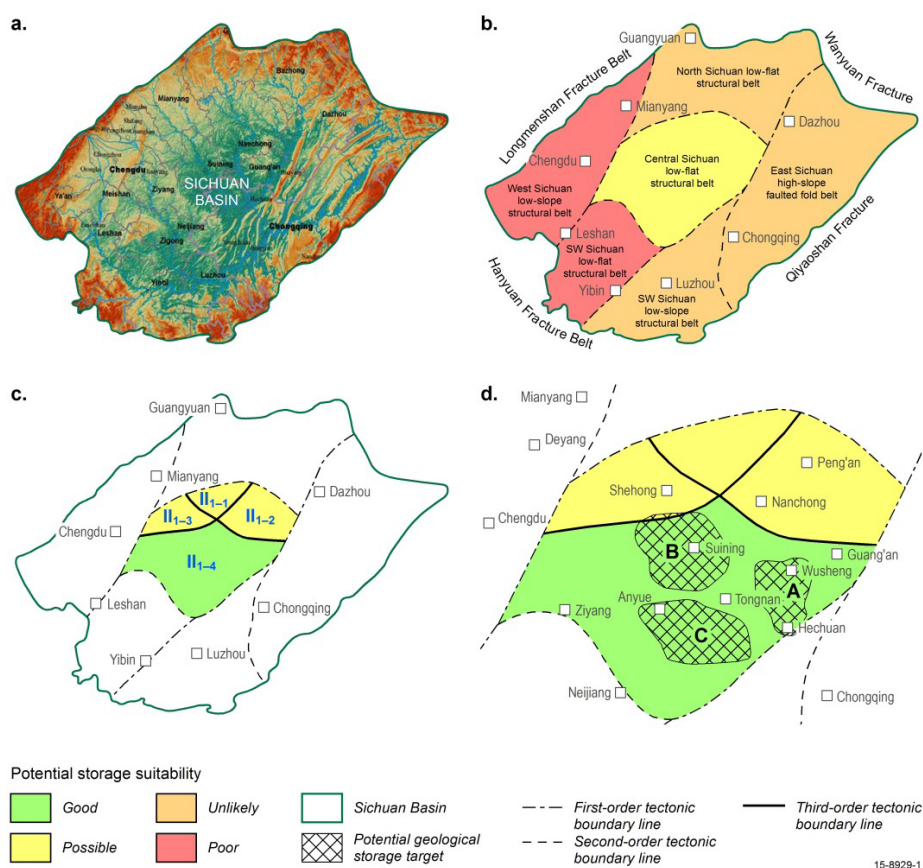 a.
Bazhong
Mianyang
Dazhou
Nanchong
Suining
Guang'an
Chengdu
SICHUAN
BASIN
Ya'an
Meishan
Ziyang
Leshan
Neijiang
Chongqing
Zigong
Luzhou
Yibin
b.
Guangyuan
Wanyuan Fracture
Longmenshan Fracture Belt
North Sichuan low-flat
structural belt
Mianyang
Dazhou
Chengdu
Central Sichuan
low-flat
structural belt
East Sichuan
high-slope
faulted fold belt
West Sichuan
low-slope
structural belt
Leshan
Chongqing
SW Sichuan
low-flat
structural belt
Qiyaoshan Fracture
Hanyuan Fracture Belt
Yibin
Luzhou
SW Sichuan
low-slope
structural belt
c.
Guangyuan
Mianyang
Dazhou
II1–1
II1–3
II1–2
Chengdu
II1–4
Leshan
Chongqing
Yibin
Luzhou
d.
Mianyang
Deyang
Peng'an
Shehong
Nanchong
Chengdu
B
Suining
Guang'an
Wusheng
A
Anyue
Tongnan
Ziyang
C
Hechuan
Neijiang
Chongqing
Potential storage suitability
Good
Unlikely
Sichuan Basin
First-order tectonic
boundary line
Third-order tectonic
boundary line
Possible
Poor
Potential geological
storage target
Second-order tectonic
boundary line
15-8929-1